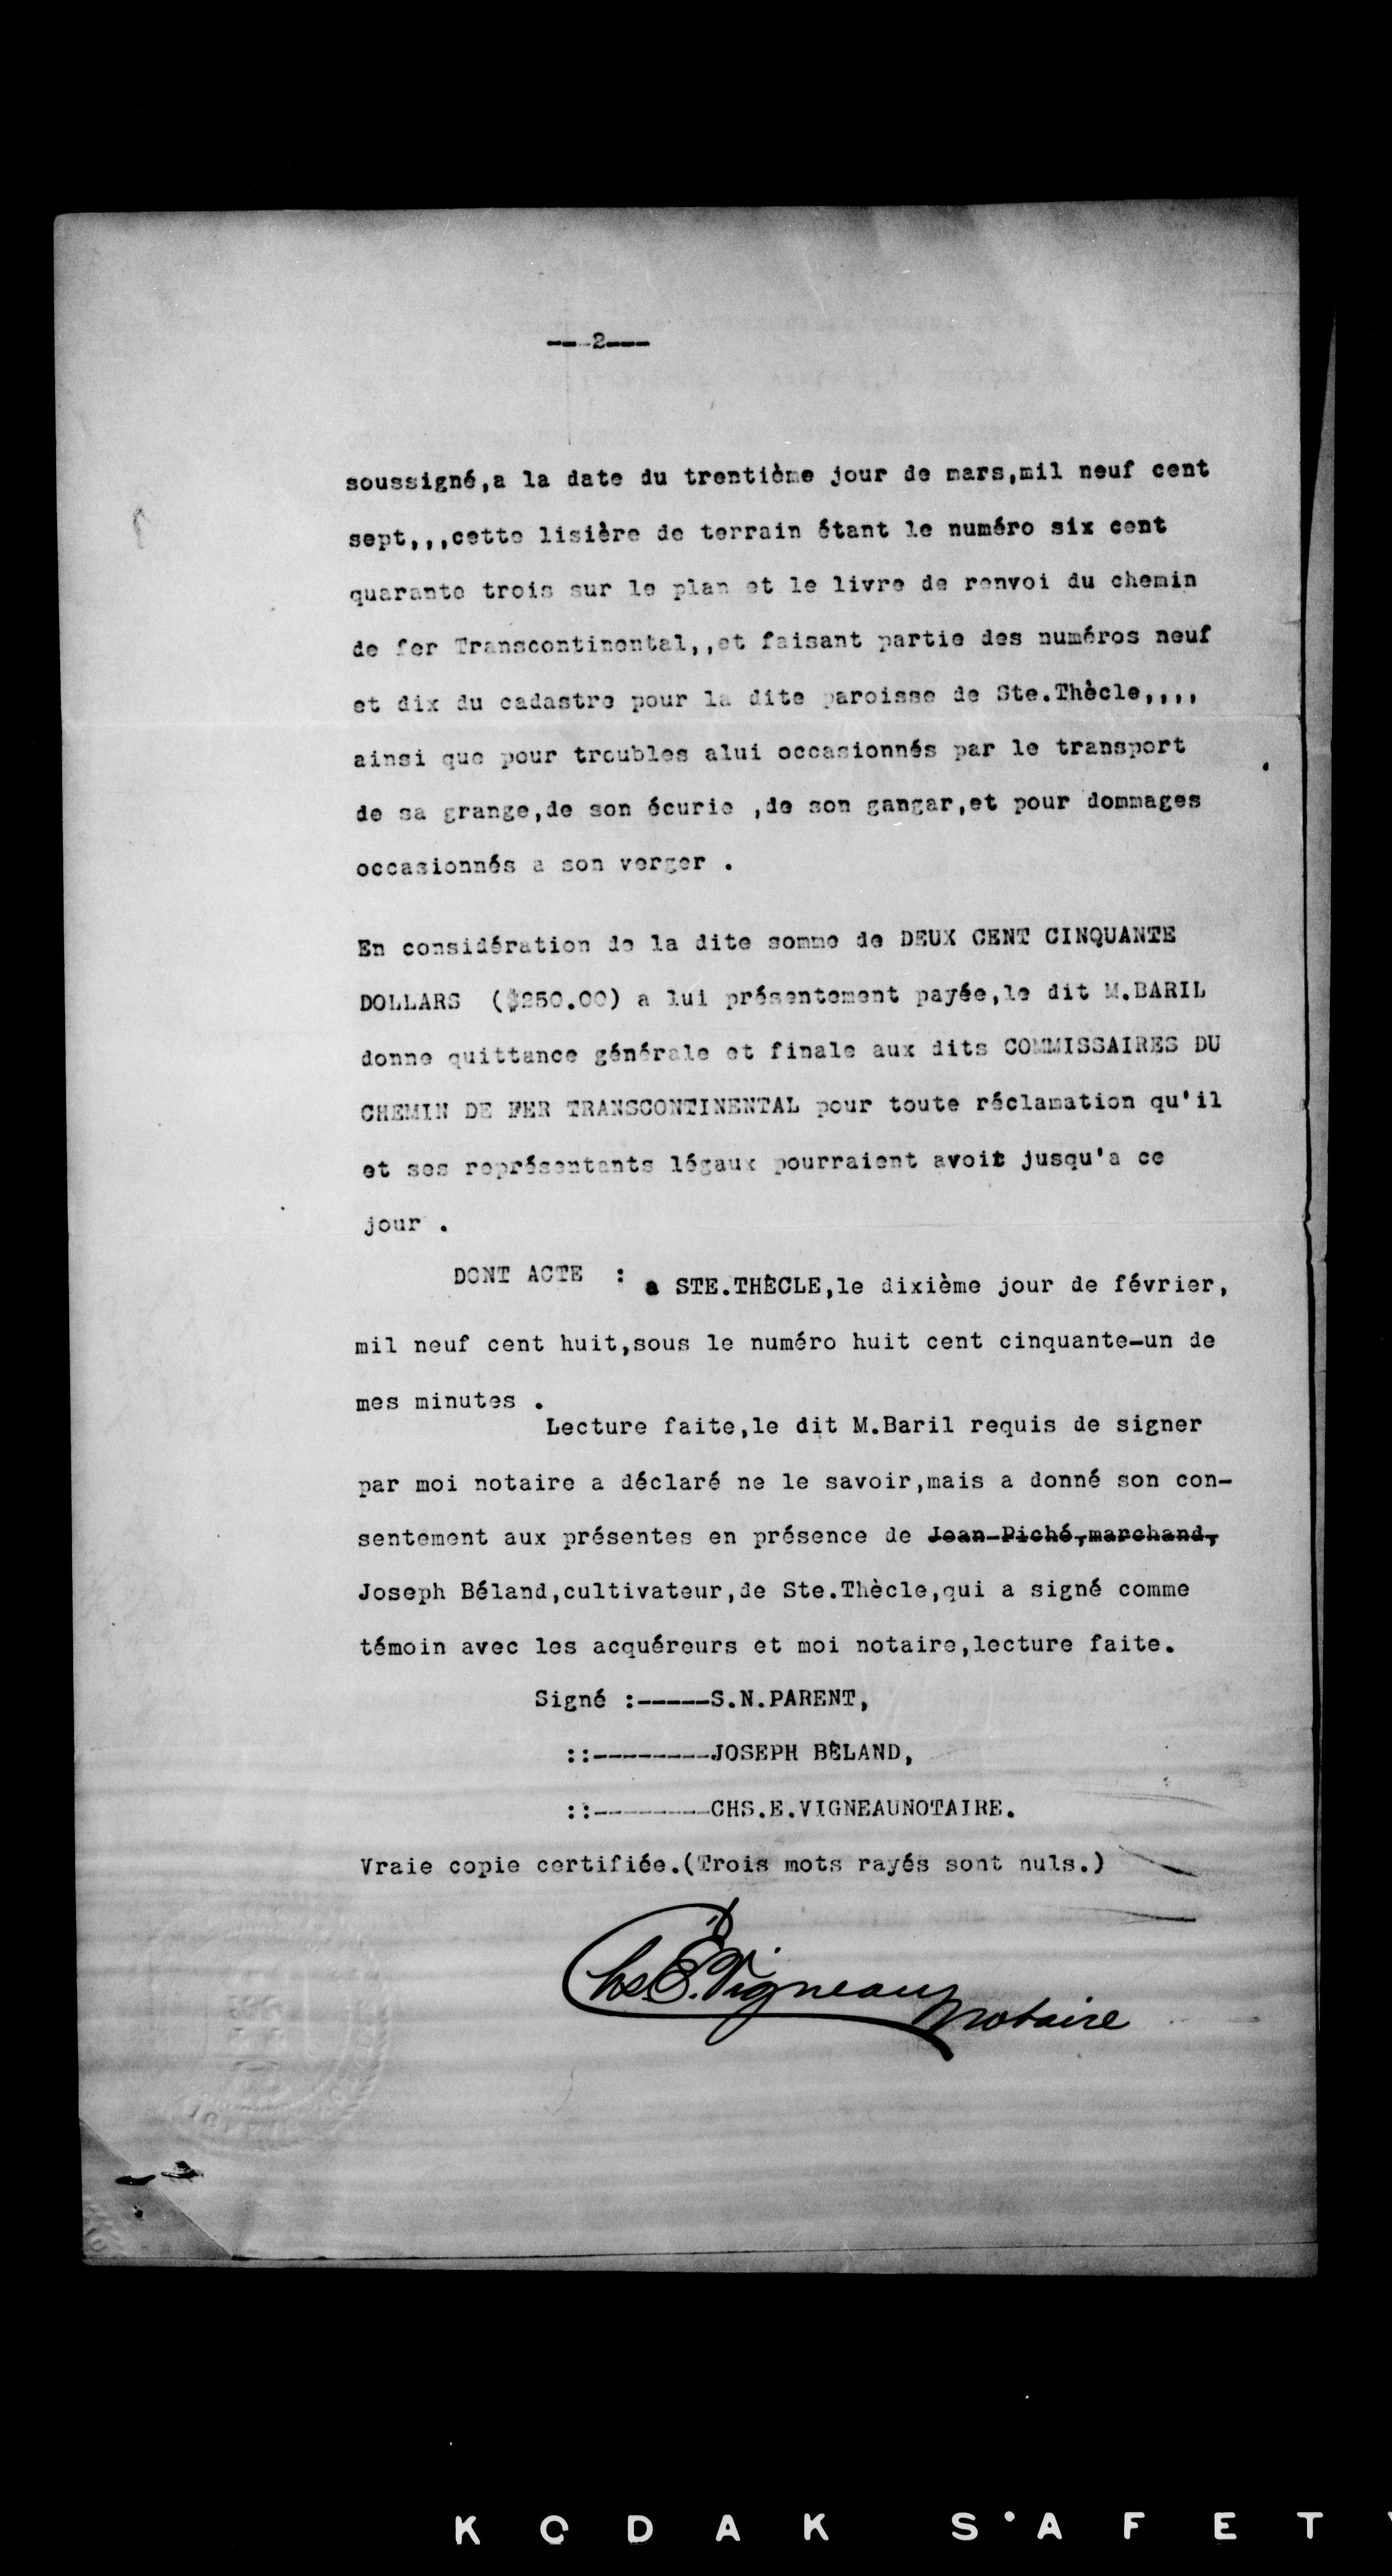 ---2---
soussigné,a la date du trentième jour de mars,mil neuf cent
sept,,,cette lisière de terrain étant le numéro six cent
quarante trois sur le plan et le livre de renvoi du chemin
de fer Transcontinental,,et faisant partie des numéros neuf
et dix du cadastre pour la dite paroisse de Ste.Thècle,,,,
ainsi que pour troubles alui occasionnés par le transport
de sa grange,de son écurie ,de son gangar,et pour dommages
occasionnés a son verger .
En considération de la dite somme de DEUX CENT CINQUANTE
DOLLARS ($250.00) a lui présentement payée,le dit M.BARIL
donne quittance générale et finale aux dits COMMISSAIRES DU
CHEMIN DE FER TRANSCONTINENTAL pour toute réclamation qu'il
et ses représentants légaux pourraient avoit jusqu'a ce
jour .
DONT ACTE : a STE.THÈCLE,le dixième jour de février,
mil neuf cent huit,sous le numéro huit cent cinquante-un de
mes minutes .
Lecture faite,le dit M.Baril requis de signer
par moi notaire a déclaré ne le savoir,mais a donné son con-
sentement aux présentes en présence de Jean Piché,marchand,
Joseph Béland,cultivateur,de Ste.Thècle,qui a signé comme
témoin avec les acquéreurs et moi notaire,lecture faite.
Signé :-----S.N.PARENT,
::--------JOSEPH BÉLAND,
::--------CHS.E.VIGNEAUNOTAIRE.
Vraie copie certifiée.(Trois mots rayés sont nuls.)
Chs.E.Vigneau notaire
KODAK SAFET